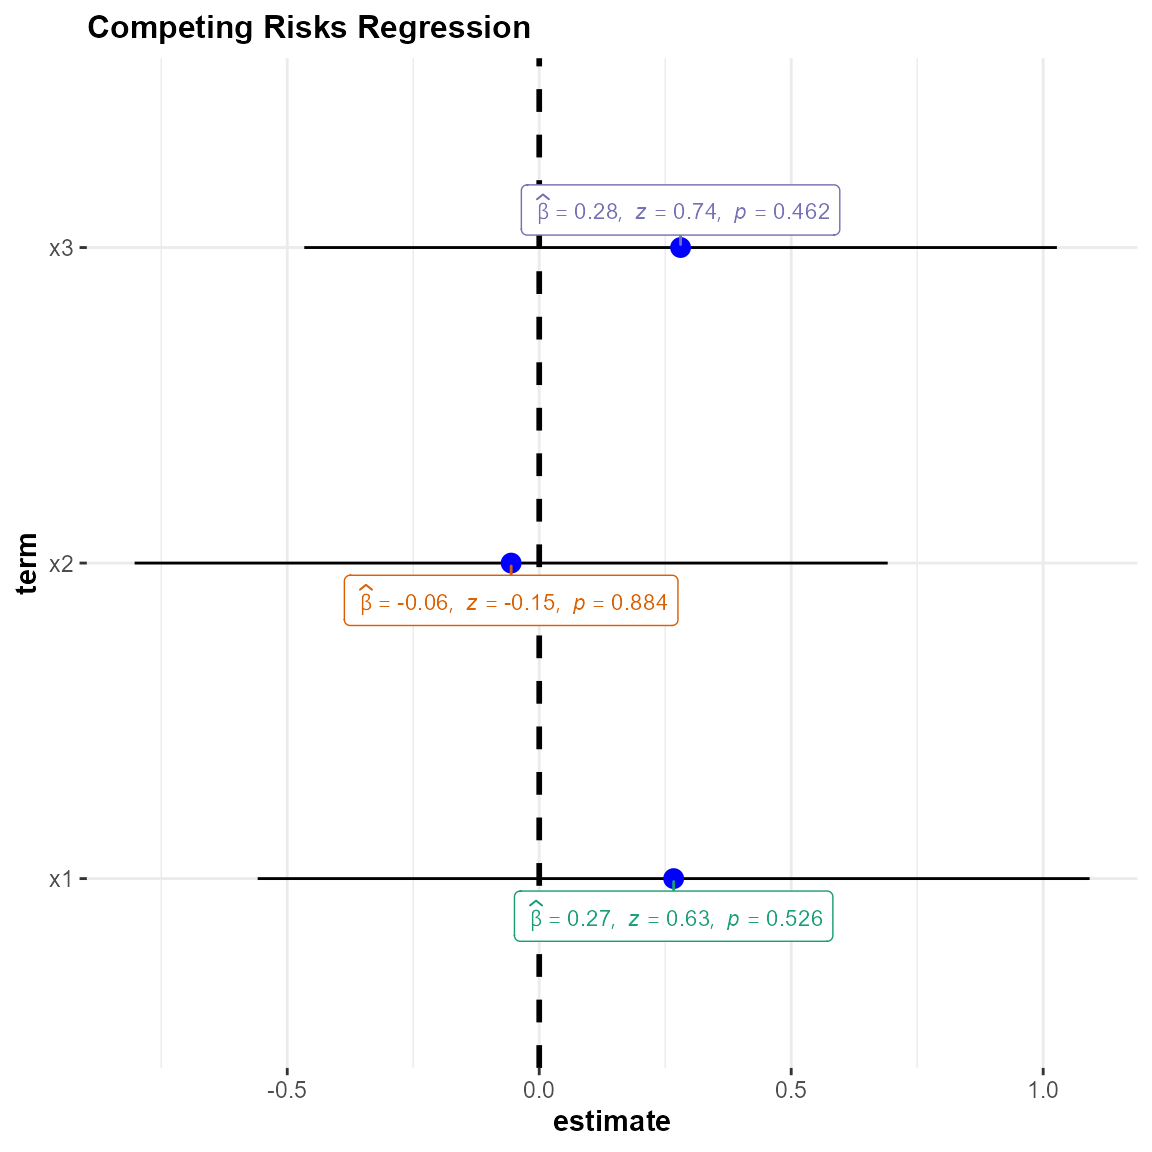 Competing Risks Regression
β̂ = 0.28, z = 0.74, p = 0.462
x3
term
x2
β̂ = -0.06, z = -0.15, p = 0.884
x1
β̂ = 0.27, z = 0.63, p = 0.526
-0.5 0.0 0.5 1.0
estimate